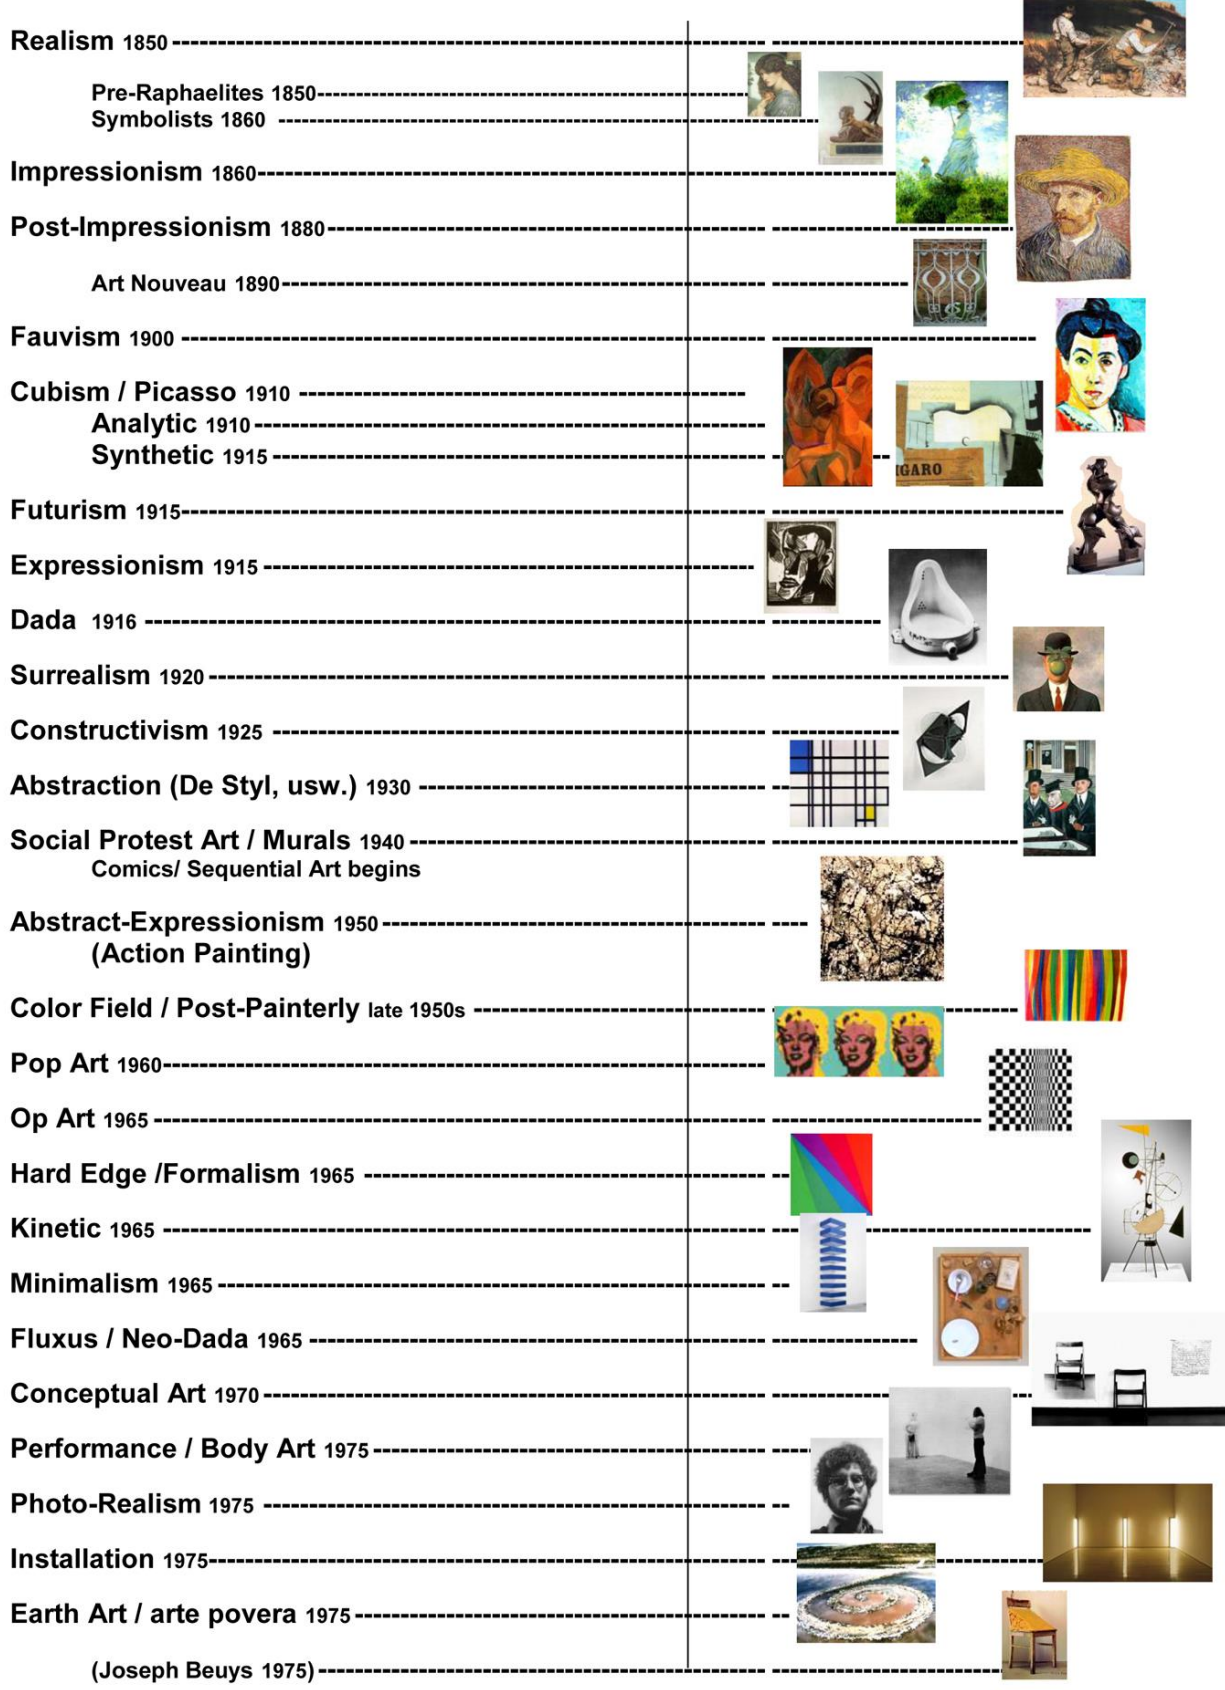 Realism 1850
Pre-Raphaelites 1850
Symbolists 1860
Impressionism 1860
Post-Impressionism 1880
Art Nouveau 1890
Fauvism 1900
Cubism / Picasso 1910
Analytic 1910
Synthetic 1915
IGARO
Futurism 1915
Expressionism 1915
Dada 1916
Surrealism 1920
Constructivism 1925
Abstraction (De Styl, usw.) 1930
Social Protest Art / Murals 1940
Comics/ Sequential Art begins
Abstract-Expressionism 1950
(Action Painting)
Color Field / Post-Painterly late 1950s
Pop Art 1960
Op Art 1965
Hard Edge /Formalism 1965
Kinetic 1965
Minimalism 1965
Fluxus / Neo-Dada 1965
Conceptual Art 1970
Performance / Body Art 1975
Photo-Realism 1975
Installation 1975
Earth Art / arte povera 1975
(Joseph Beuys 1975)